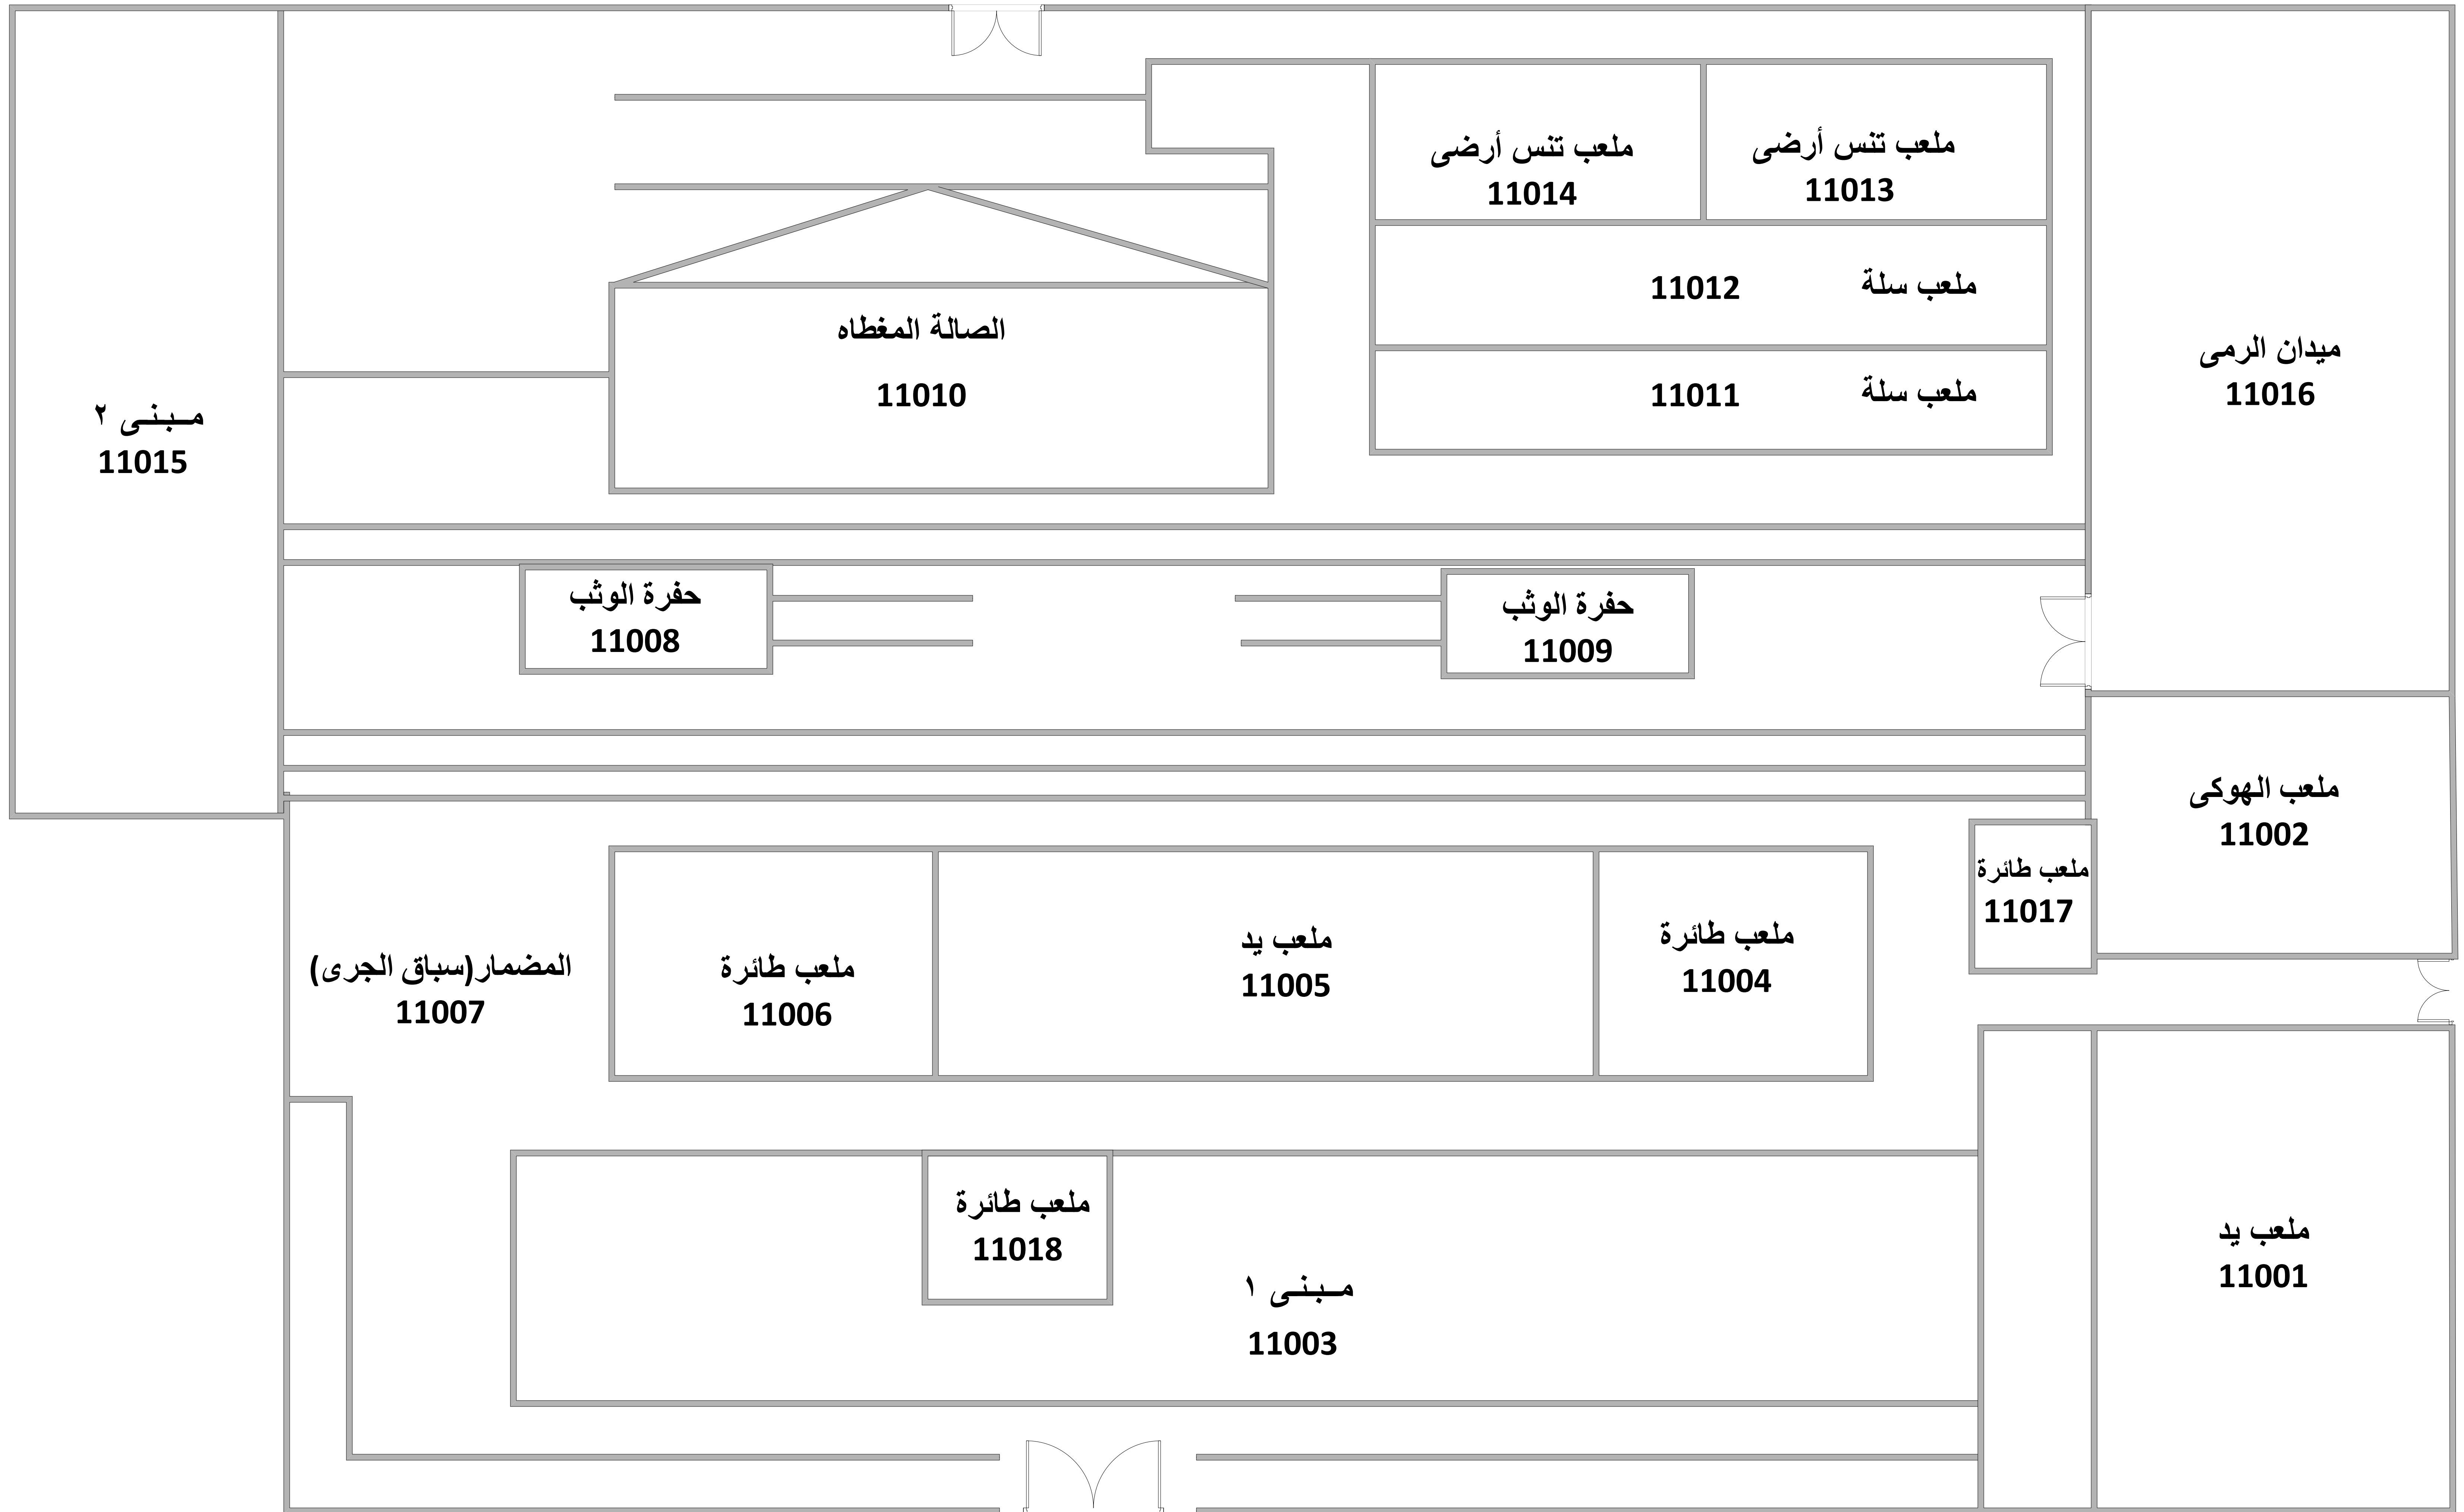 ملعب تنس أرضى
11013
ملعب تنس أرضى
11014
ملعب سلة 11012
ملعب سلة 11011
ميدان الرمى
11016
الصالة المغطاه
11010
مـبـنـى ٢
11015
حفرة الوثب
11009
حفرة الوثب
11008
ملعب الهوكى
11002
ملعب طائرة
11017
ملعب طائرة
11004
ملعب يد
11005
ملعب طائرة
11006
المضمار(سباق الجرى)
11007
ملعب يد
11001
ملعب طائرة
11018
مـبـنـى ١
11003